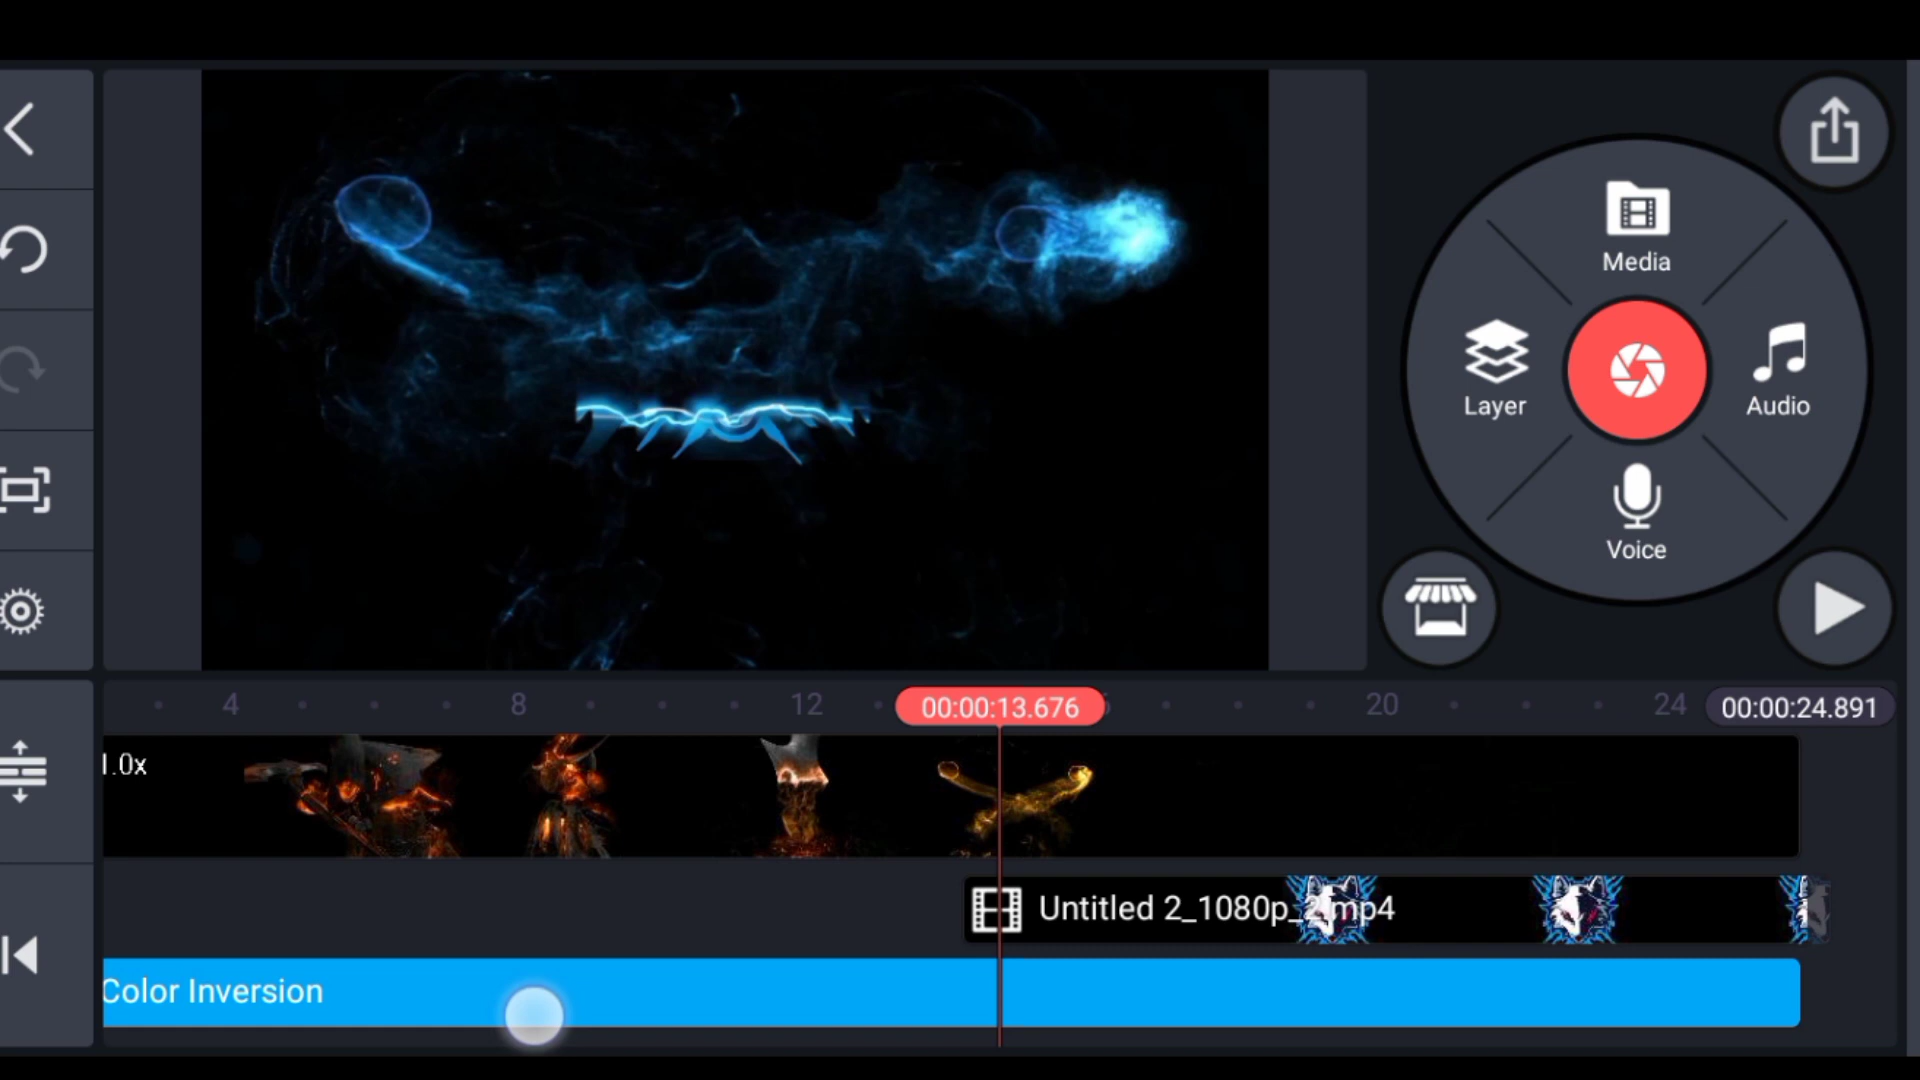 Media
Layer
Audio
Voice
4
8
12
00:00:13.676
20
24
00:00:24.891
1.0x
Untitled 2_1080p_2.mp4
Color Inversion